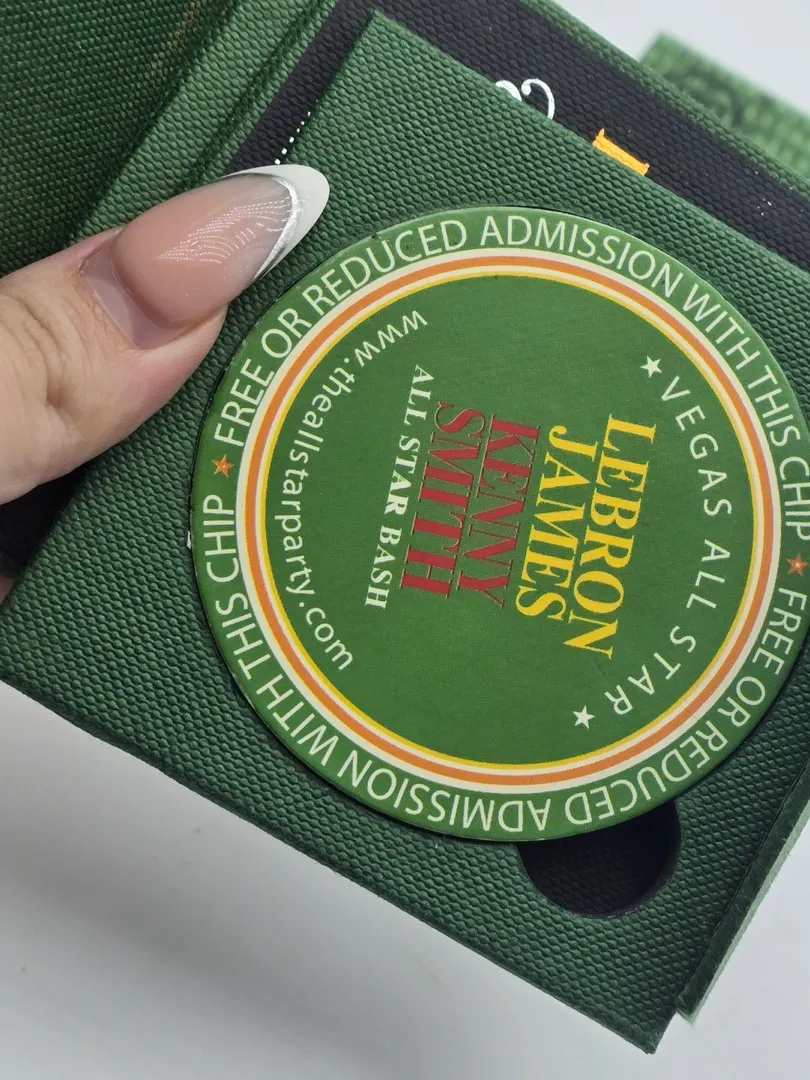 ★ FREE OR REDUCED ADMISSION WITH THIS CHIP
★ FREE OR REDUCED ADMISSION WITH THIS CHIP
★ VEGAS ALL STAR ★
LEBRON
JAMES
KENNY
SMITH
ALL STAR BASH
www.theallstarparty.com